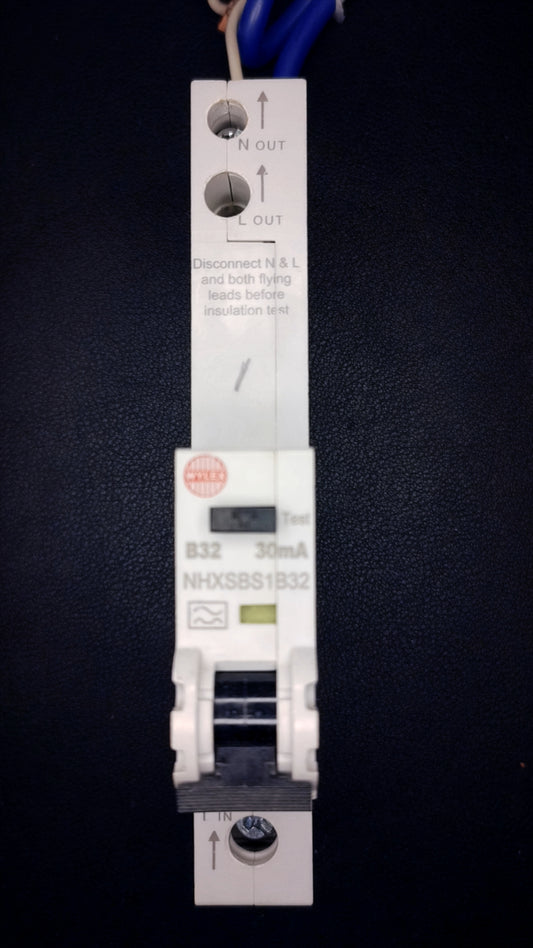 N OUT
L OUT
Disconnect N & L
and both flying
leads before
insulation test
WYLEX
Test
B32 30mA
NHXSBS1B32
L IN